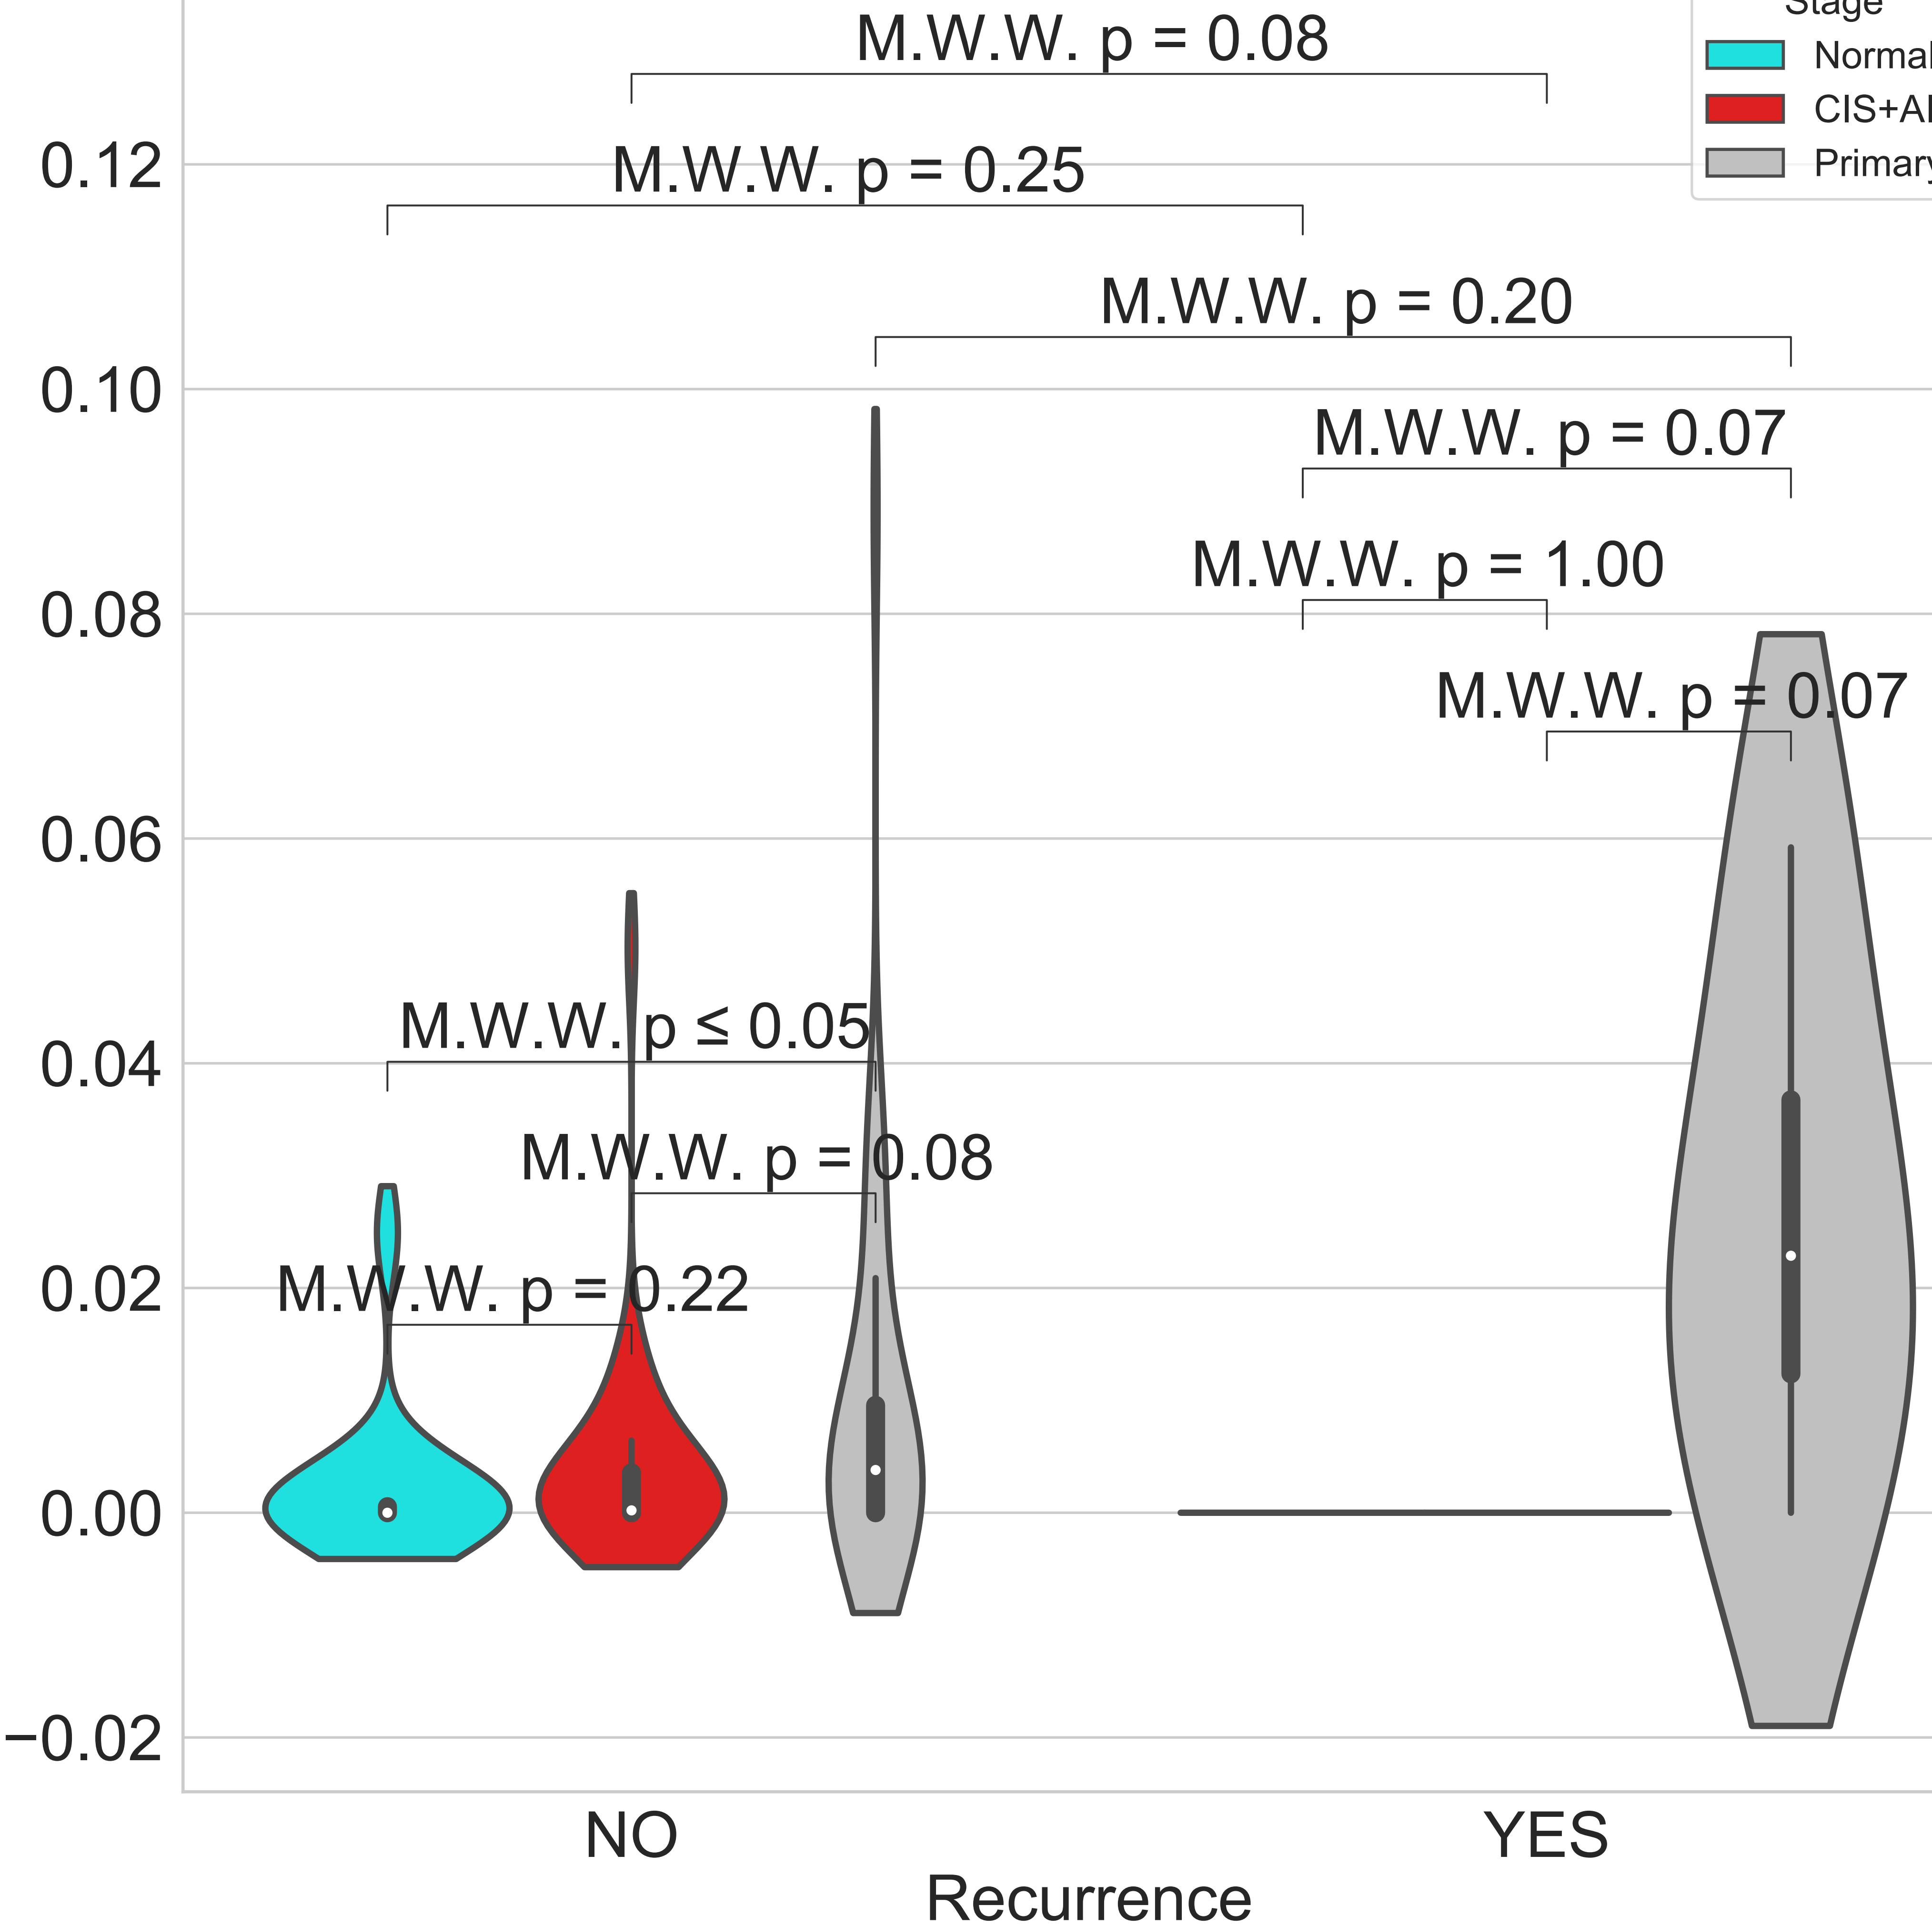 Stage
Normal
CIS+AI
Primary
M.W.W. p = 0.08
0.12
M.W.W. p = 0.25
M.W.W. p = 0.20
0.10
M.W.W. p = 0.07
M.W.W. p = 1.00
0.08
M.W.W. p = 0.07
0.06
M.W.W. p ≤ 0.05
0.04
M.W.W. p = 0.08
M.W.W. p = 0.22
0.02
0.00
−0.02
NO
YES
Recurrence